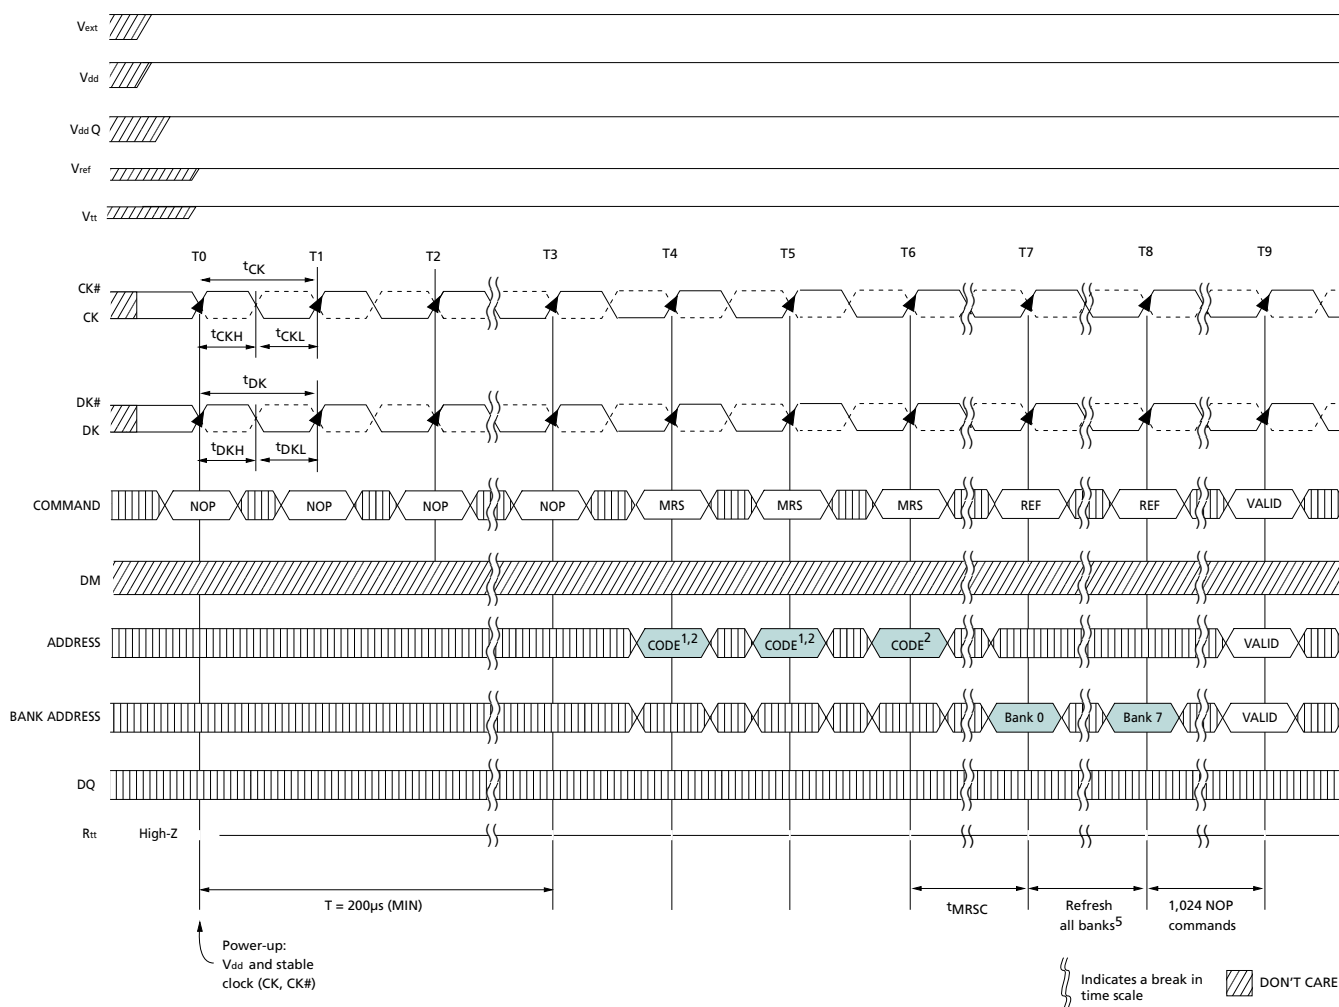 Vext
Vdd
VddQ
Vref
Vtt
T0 T1 T2 T3 T4 T5 T6 T7 T8 T9
tCK
CK#
CK
tCKH tCKL
tDK
DK#
DK
tDKH tDKL
COMMAND NOP NOP NOP NOP MRS MRS MRS REF REF VALID
DM
ADDRESS CODE1,2 CODE1,2 CODE2 VALID
BANK ADDRESS Bank 0 Bank 7 VALID
DQ
Rtt High-Z
T = 200µs (MIN) tMRSC Refresh 1,024 NOP
all banks5 commands
Power-up:
Vdd and stable
clock (CK, CK#)
Indicates a break in
time scale
DON'T CARE